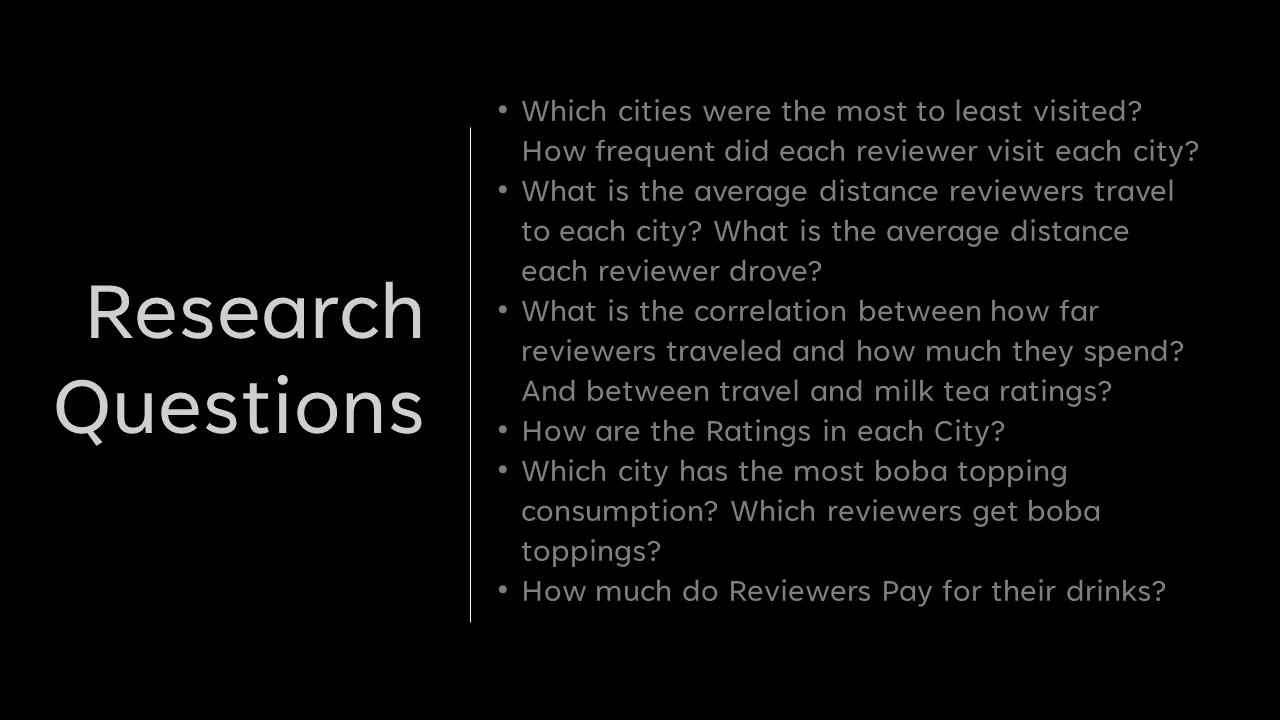 Research
Questions
• Which cities were the most to least visited?
How frequent did each reviewer visit each city?
• What is the average distance reviewers travel
to each city? What is the average distance
each reviewer drove?
• What is the correlation between how far
reviewers traveled and how much they spend?
And between travel and milk tea ratings?
• How are the Ratings in each City?
• Which city has the most boba topping
consumption? Which reviewers get boba
toppings?
• How much do Reviewers Pay for their drinks?